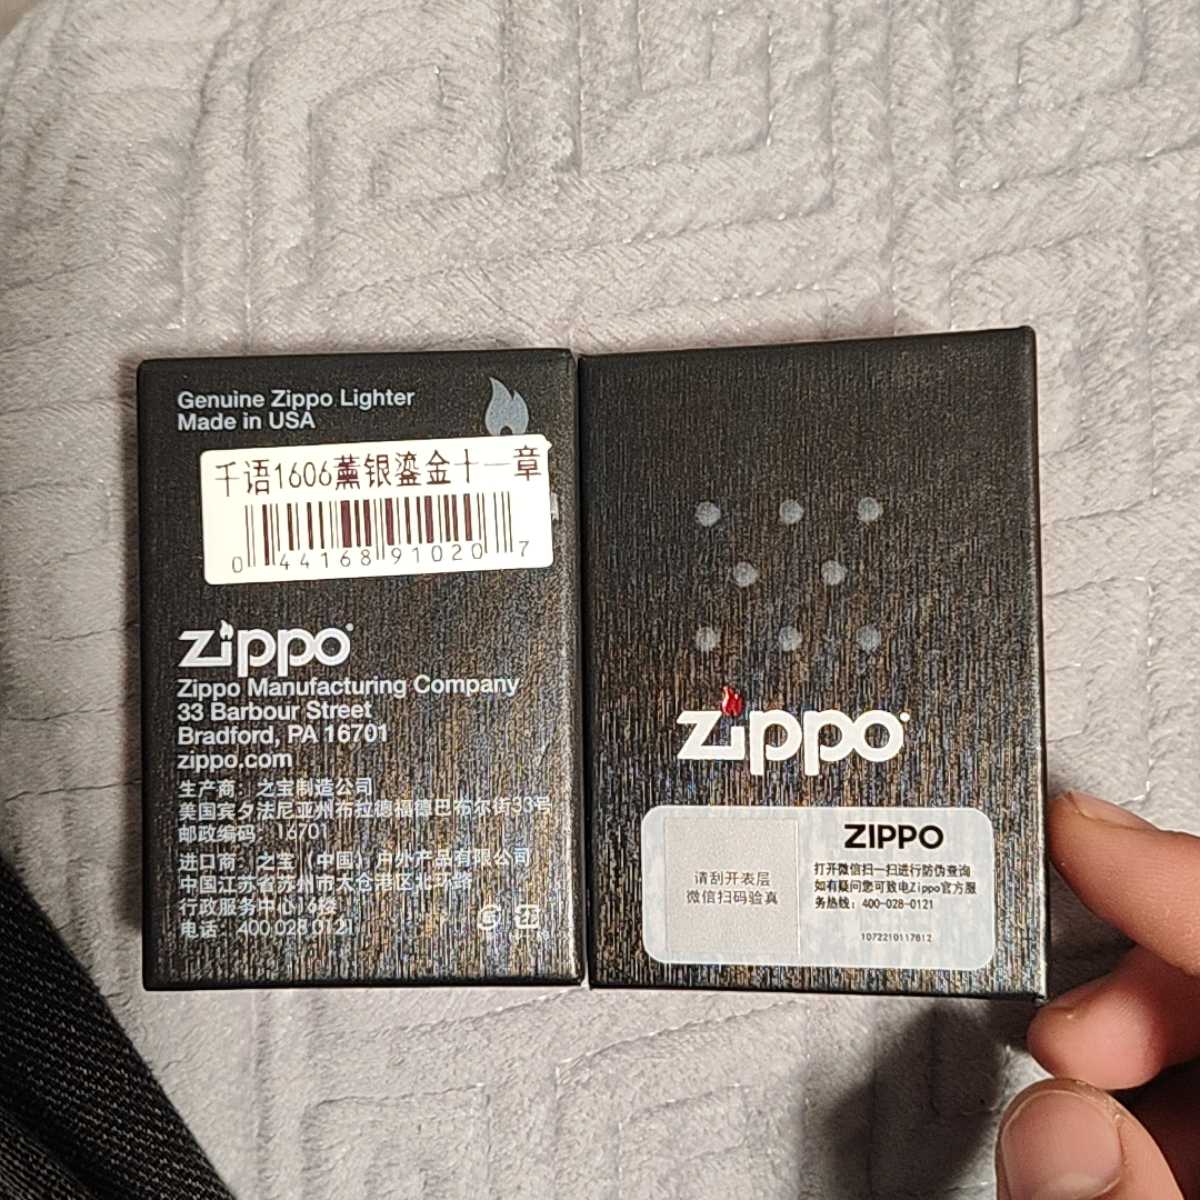 Genuine Zippo Lighter
Made in USA
千语1606薰银鎏金十一章
0 44168 91020 7
zippo
Zippo Manufacturing Company
33 Barbour Street
Bradford, PA 16701
zippo.com
生产商：之宝制造公司
美国宾夕法尼亚州布拉德福德巴布尔街33号
邮政编码：16701
进口商：之宝（中国）户外产品有限公司
中国江苏省苏州市太仓港区北环路
行政服务中心16楼
电话：400 028 0121
zippo
请刮开表层
微信扫码验真
ZIPPO
打开微信扫一扫进行防伪查询
如有疑问您可致电Zippo官方服
务热线：400-028-0121
1072210117612